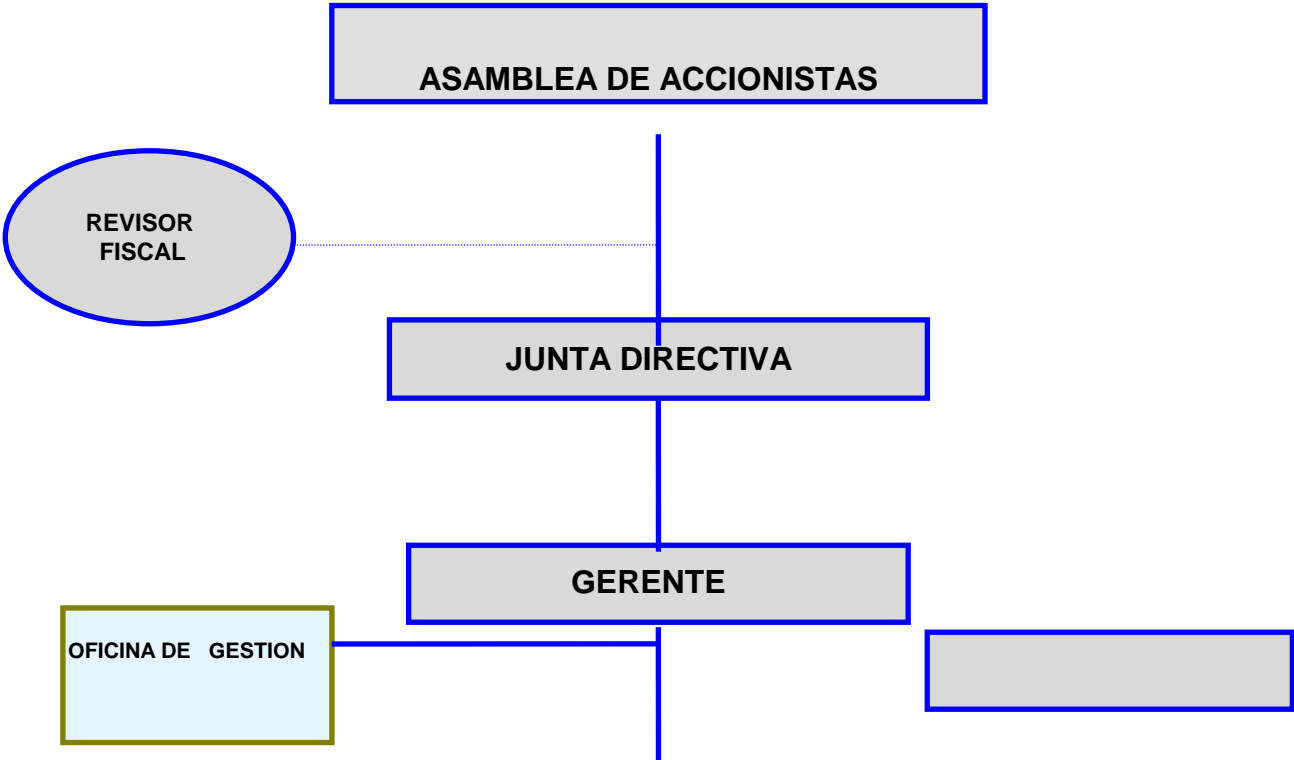 ASAMBLEA DE ACCIONISTAS
REVISOR
FISCAL
JUNTA DIRECTIVA
GERENTE
OFICINA DE GESTION